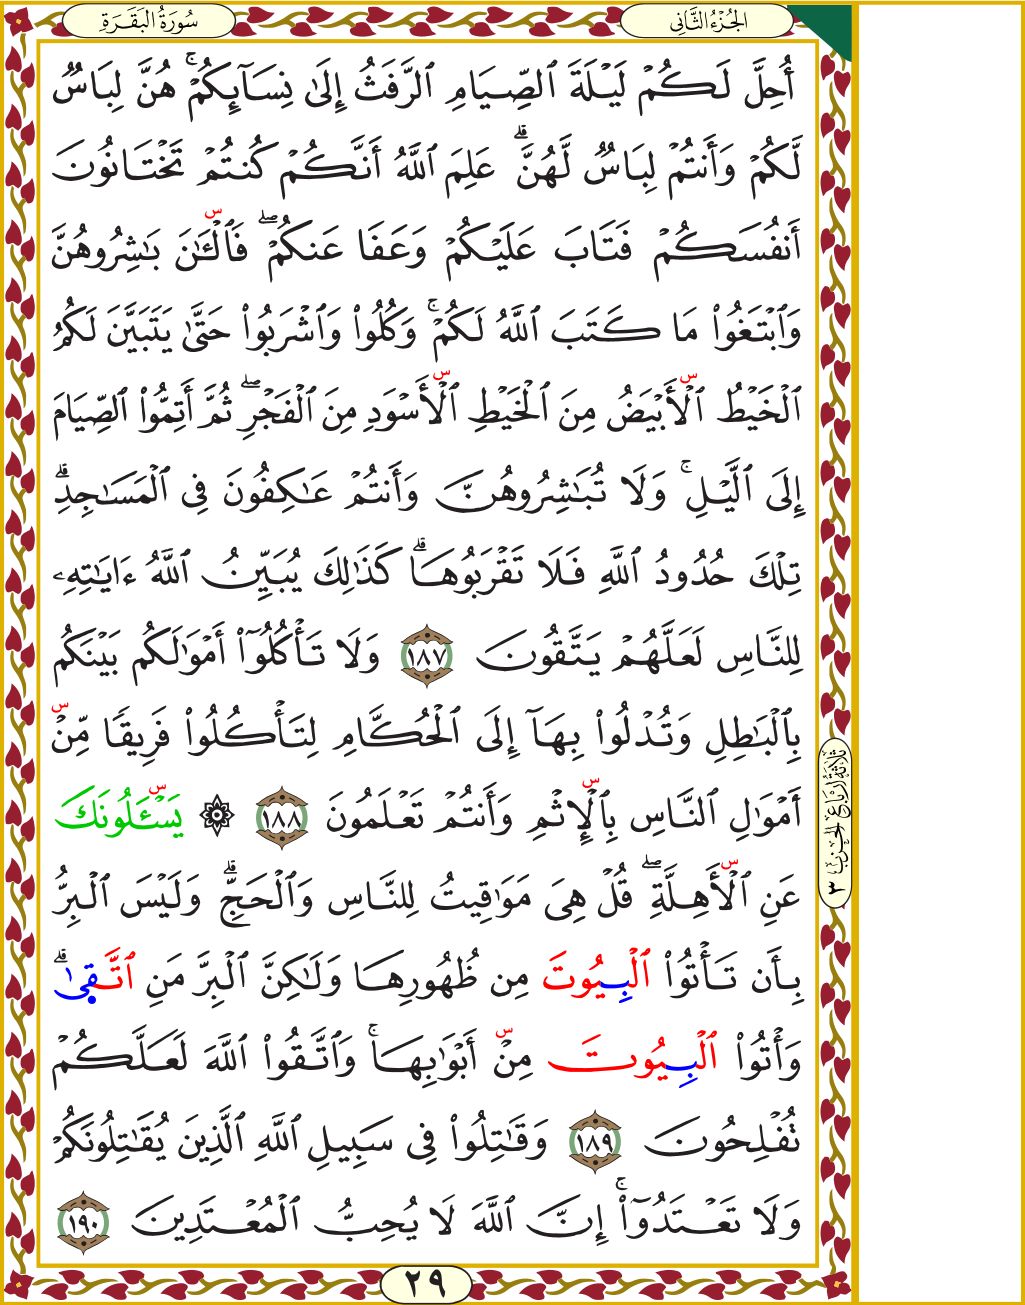 سُورَةُ البَقَرَةِ
الجُزْءُ الثَّانِي
أُحِلَّ لَكُمۡ لَيۡلَةَ ٱلصِّيَامِ ٱلرَّفَثُ إِلَىٰ نِسَآئِكُمۡۚ هُنَّ لِبَاسٞ
لَّكُمۡ وَأَنتُمۡ لِبَاسٞ لَّهُنَّۗ عَلِمَ ٱللَّهُ أَنَّكُمۡ كُنتُمۡ تَخۡتَانُونَ
أَنفُسَكُمۡ فَتَابَ عَلَيۡكُمۡ وَعَفَا عَنكُمۡۖ فَٱلۡـَٰٔنَ بَٰشِرُوهُنَّ
وَٱبۡتَغُواْ مَا كَتَبَ ٱللَّهُ لَكُمۡۚ وَكُلُواْ وَٱشۡرَبُواْ حَتَّىٰ يَتَبَيَّنَ لَكُمُ
ٱلۡخَيۡطُ ٱلۡأَبۡيَضُ مِنَ ٱلۡخَيۡطِ ٱلۡأَسۡوَدِ مِنَ ٱلۡفَجۡرِۖ ثُمَّ أَتِمُّواْ ٱلصِّيَامَ
إِلَى ٱلَّيۡلِۚ وَلَا تُبَٰشِرُوهُنَّ وَأَنتُمۡ عَٰكِفُونَ فِي ٱلۡمَسَٰجِدِۗ
تِلۡكَ حُدُودُ ٱللَّهِ فَلَا تَقۡرَبُوهَاۗ كَذَٰلِكَ يُبَيِّنُ ٱللَّهُ ءَايَٰتِهِۦ
لِلنَّاسِ لَعَلَّهُمۡ يَتَّقُونَ ١٨٧ وَلَا تَأۡكُلُوٓاْ أَمۡوَٰلَكُم بَيۡنَكُم
بِٱلۡبَٰطِلِ وَتُدۡلُواْ بِهَآ إِلَى ٱلۡحُكَّامِ لِتَأۡكُلُواْ فَرِيقٗا مِّنۡ
أَمۡوَٰلِ ٱلنَّاسِ بِٱلۡإِثۡمِ وَأَنتُمۡ تَعۡلَمُونَ ١٨٨ ۞ يَسۡـَٔلُونَكَ
عَنِ ٱلۡأَهِلَّةِۖ قُلۡ هِيَ مَوَٰقِيتُ لِلنَّاسِ وَٱلۡحَجِّۗ وَلَيۡسَ ٱلۡبِرُّ
بِأَن تَأۡتُواْ ٱلۡبِيُوتَ مِن ظُهُورِهَا وَلَٰكِنَّ ٱلۡبِرَّ مَنِ ٱتَّقَىٰۗ
وَأۡتُواْ ٱلۡبِيُوتَ مِنۡ أَبۡوَٰبِهَاۚ وَٱتَّقُواْ ٱللَّهَ لَعَلَّكُمۡ
تُفۡلِحُونَ ١٨٩ وَقَٰتِلُواْ فِي سَبِيلِ ٱللَّهِ ٱلَّذِينَ يُقَٰتِلُونَكُمۡ
وَلَا تَعۡتَدُوٓاْۚ إِنَّ ٱللَّهَ لَا يُحِبُّ ٱلۡمُعۡتَدِينَ ١٩٠
ثَلَاثَةُ أَرْبَاعِ الحِزْبِ ٣
٢٩